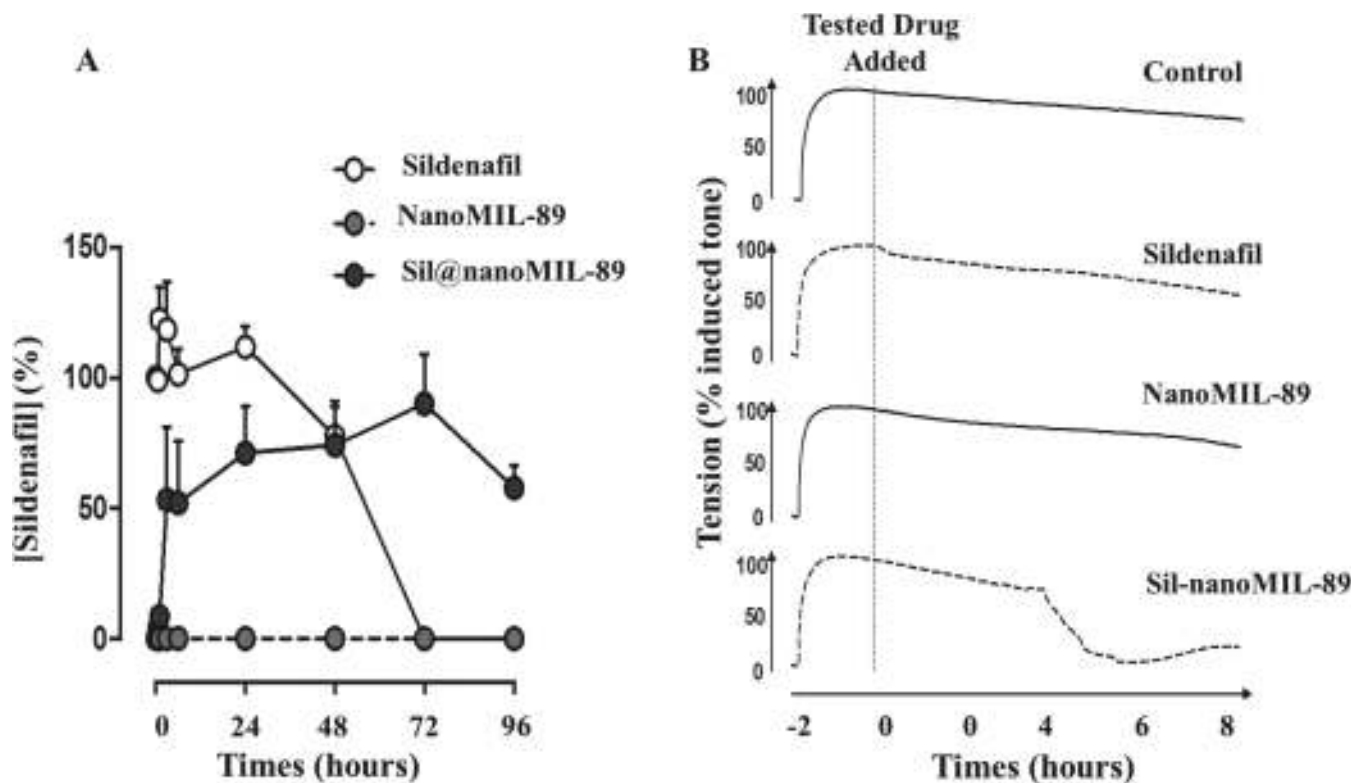 A
Sildenafil
NanoMIL-89
Sil@nanoMIL-89
[Sildenafil] (%)
150
100
50
0
0 24 48 72 96
Times (hours)
B
Tested Drug
Added
Tension (% induced tone)
Control
100
50
0
Sildenafil
100
50
0
NanoMIL-89
100
50
0
Sil-nanoMIL-89
100
50
0
-2 0 0 4 6 8
Times (hours)